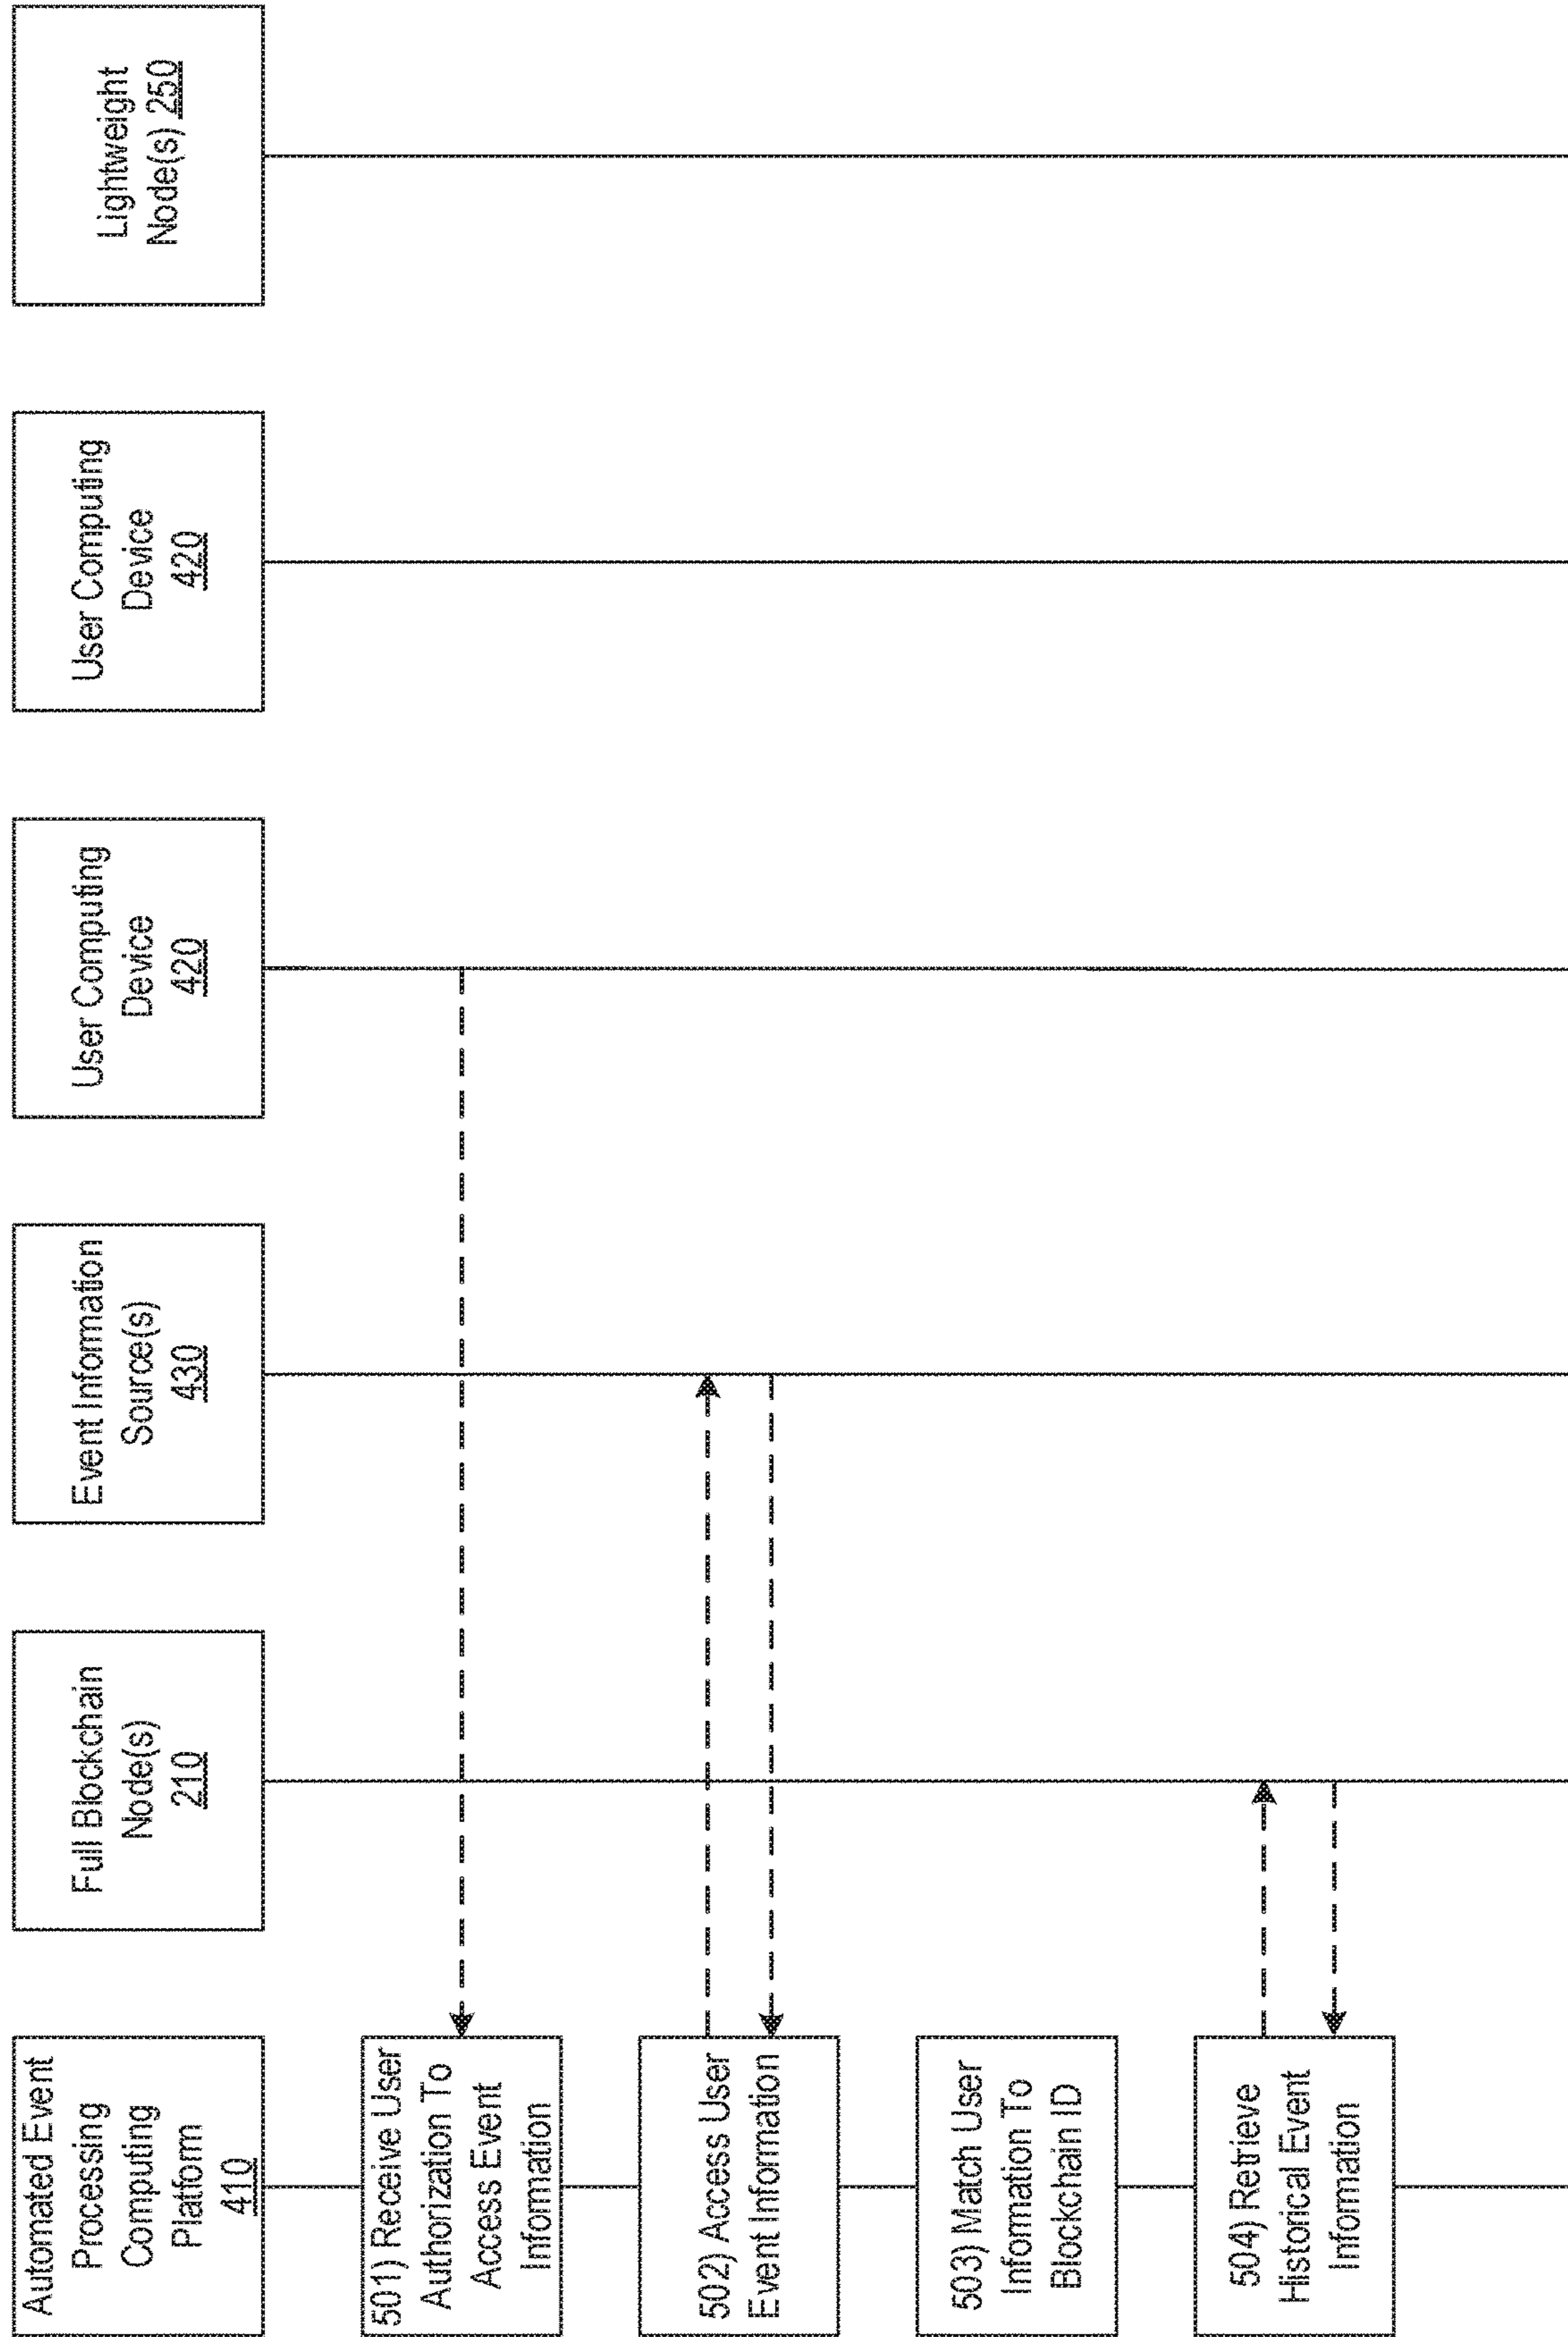 Automated Event
Processing
Computing
Platform
410
Full Blockchain
Node(s)
210
Event Information
Source(s)
430
User Computing
Device
420
User Computing
Device
420
Lightweight
Node(s) 250
501) Receive User
Authorization To
Access Event
Information
502) Access User
Event Information
503) Match User
Information To
Blockchain ID
504) Retrieve
Historical Event
Information